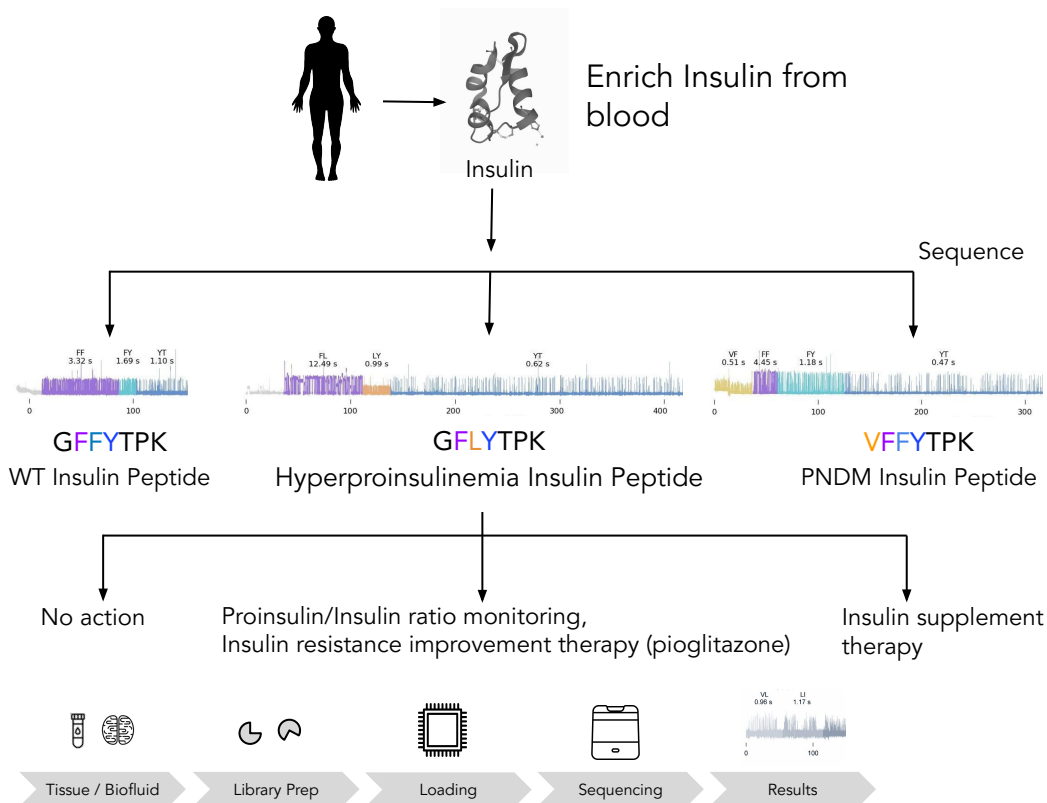 Enrich Insulin from
blood
Insulin
Sequence
FF
3.32 s
FY
1.69 s
YT
1.10 s
0
100
FL
12.49 s
LY
0.99 s
YT
0.62 s
0
100
200
300
400
VF
0.51 s
FF
4.45 s
FY
1.18 s
YT
0.47 s
0
100
200
300
GFFYTPK
WT Insulin Peptide
GFLYTPK
Hyperproinsulinemia Insulin Peptide
VFFYTPK
PNDM Insulin Peptide
No action
Proinsulin/Insulin ratio monitoring,
Insulin resistance improvement therapy (pioglitazone)
Insulin supplement
therapy
VL
0.96 s
LI
1.17 s
0
100
Tissue / Biofluid
Library Prep
Loading
Sequencing
Results